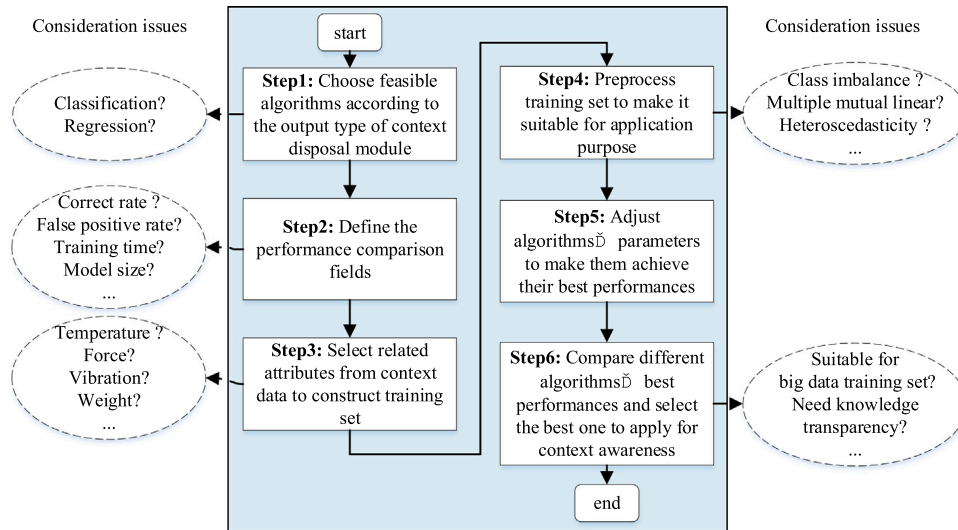 Consideration issues
Classification?
Regression?
Correct rate ?
False positive rate?
Training time?
Model size?
...
Temperature ?
Force?
Vibration?
Weight?
...
start
Step1: Choose feasible
algorithms according to
the output type of context
disposal module
Step2: Define the
performance comparison
fields
Step3: Select related
attributes from context
data to construct training
set
Step4: Preprocess
training set to make it
suitable for application
purpose
Step5: Adjust
algorithmsĎ parameters
to make them achieve
their best performances
Step6: Compare different
algorithmsĎ best
performances and select
the best one to apply for
context awareness
end
Consideration issues
Class imbalance ?
Multiple mutual linear?
Heteroscedasticity ?
...
Suitable for
big data training set?
Need knowledge
transparency?
...